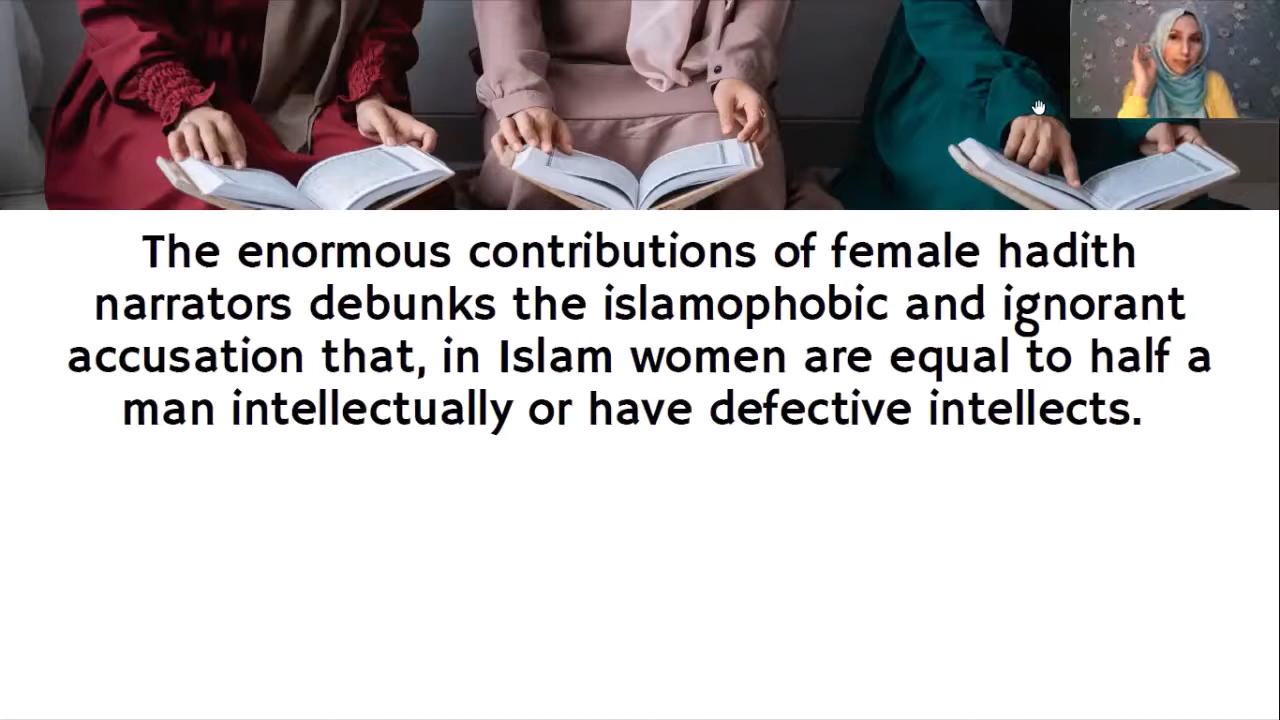 The enormous contributions of female hadith
narrators debunks the islamophobic and ignorant
accusation that, in Islam women are equal to half a
man intellectually or have defective intellects.